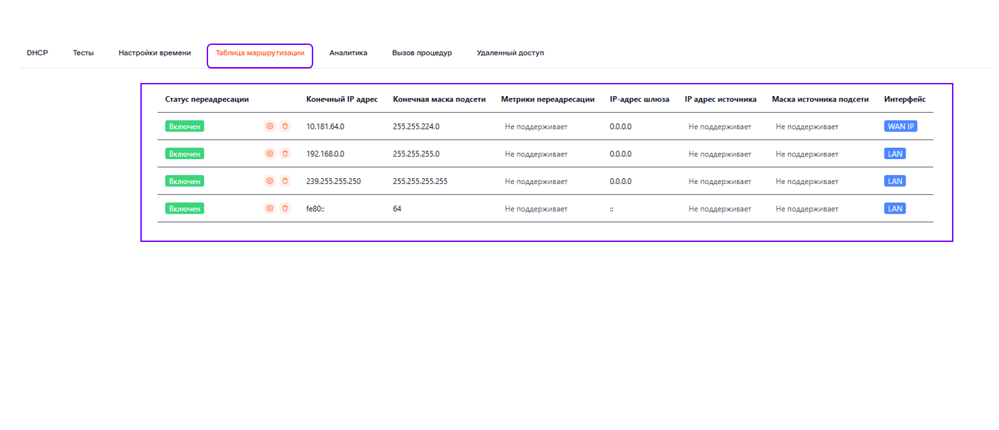 DHCP Тесты Настройки времени Таблица маршрутизации Аналитика Вызов процедур Удаленный доступ
Статус переадресации Конечный IP адрес Конечная маска подсети Метрики переадресации IP-адрес шлюза IP адрес источника Маска источника подсети Интерфейс
Включен 10.181.64.0 255.255.224.0 Не поддерживает 0.0.0.0 Не поддерживает Не поддерживает WAN IP
Включен 192.168.0.0 255.255.255.0 Не поддерживает 0.0.0.0 Не поддерживает Не поддерживает LAN
Включен 239.255.255.250 255.255.255.255 Не поддерживает 0.0.0.0 Не поддерживает Не поддерживает LAN
Включен fe80:: 64 Не поддерживает :: Не поддерживает Не поддерживает LAN